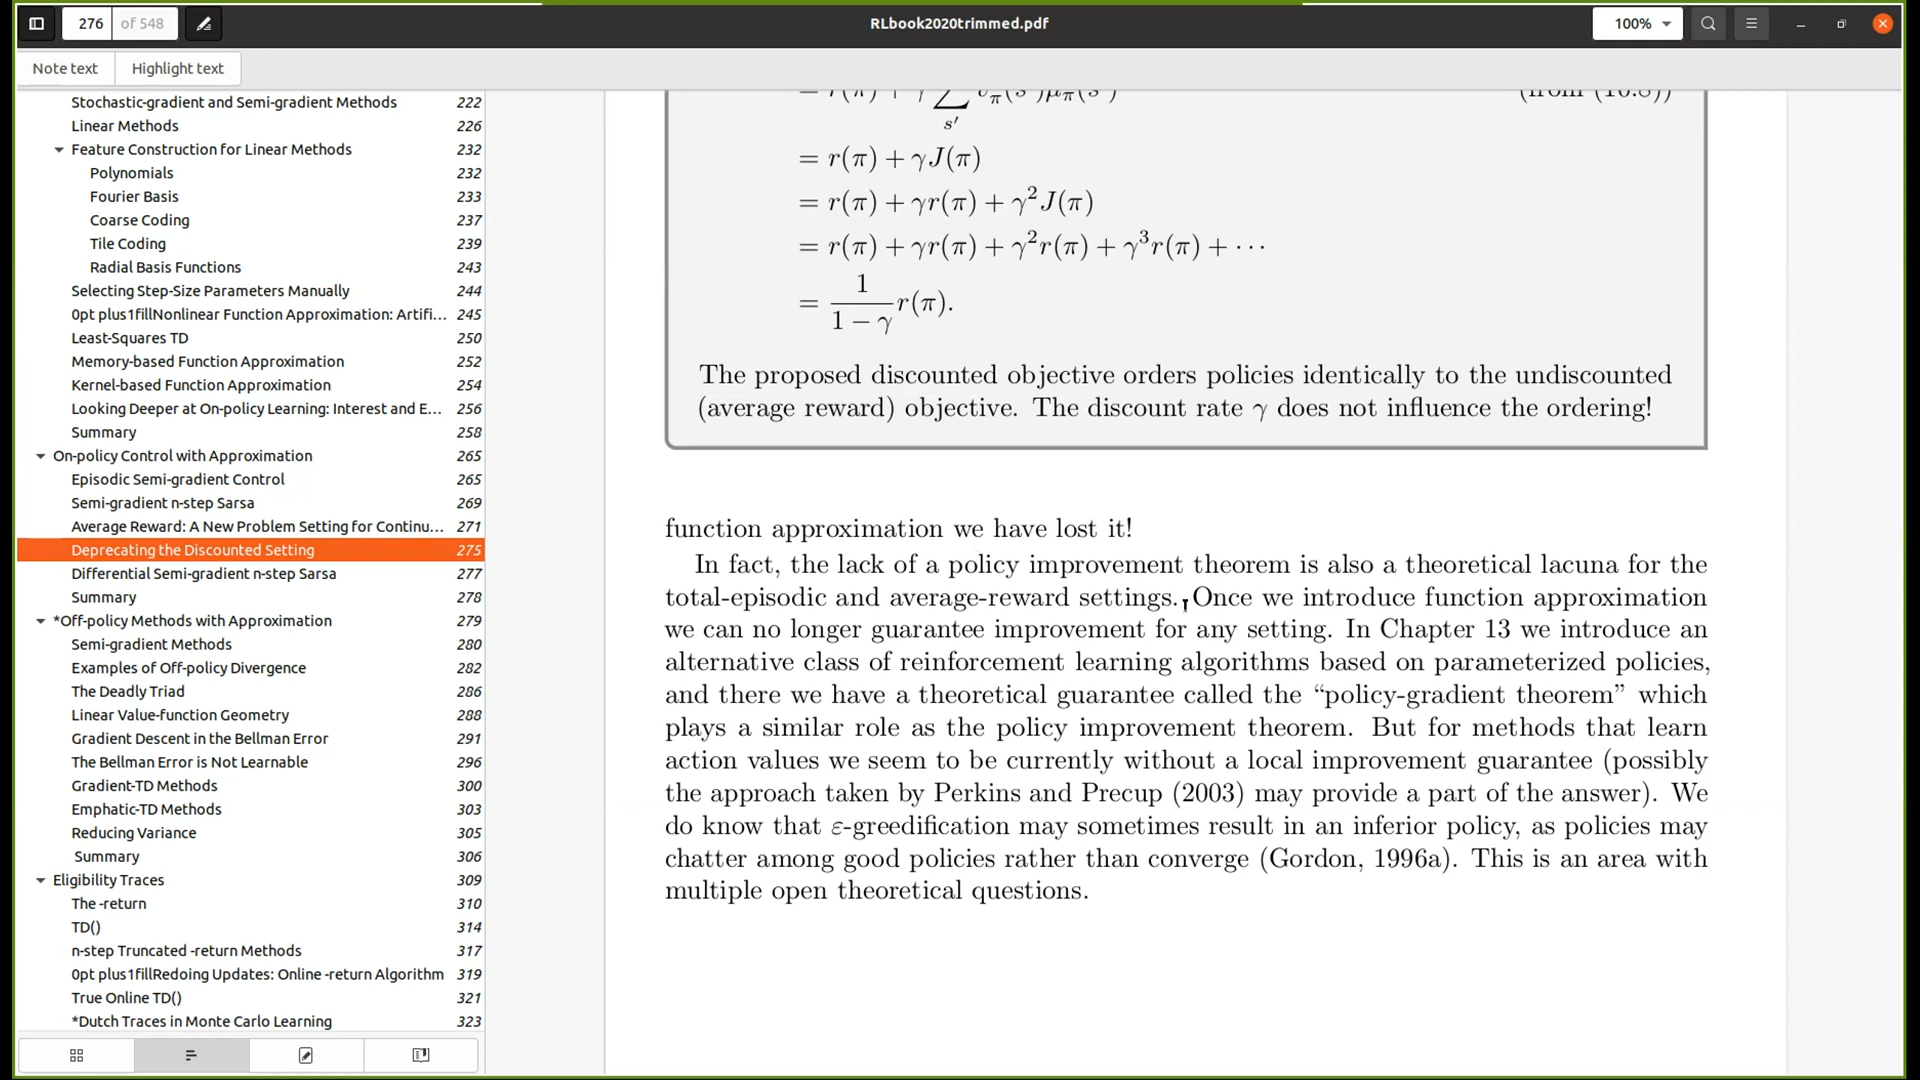 276 of 548
RLbook2020trimmed.pdf
100%
Note text
Highlight text
Stochastic-gradient and Semi-gradient Methods 222
Linear Methods 226
Feature Construction for Linear Methods 232
Polynomials 232
Fourier Basis 233
Coarse Coding 237
Tile Coding 239
Radial Basis Functions 243
Selecting Step-Size Parameters Manually 244
0pt plus1fillNonlinear Function Approximation: Artifi... 245
Least-Squares TD 250
Memory-based Function Approximation 252
Kernel-based Function Approximation 254
Looking Deeper at On-policy Learning: Interest and E... 256
Summary 258
On-policy Control with Approximation 265
Episodic Semi-gradient Control 265
Semi-gradient n-step Sarsa 269
Average Reward: A New Problem Setting for Continu... 271
Deprecating the Discounted Setting 275
Differential Semi-gradient n-step Sarsa 277
Summary 278
*Off-policy Methods with Approximation 279
Semi-gradient Methods 280
Examples of Off-policy Divergence 282
The Deadly Triad 286
Linear Value-function Geometry 288
Gradient Descent in the Bellman Error 291
The Bellman Error is Not Learnable 296
Gradient-TD Methods 300
Emphatic-TD Methods 303
Reducing Variance 305
Summary 306
Eligibility Traces 309
The -return 310
TD() 314
n-step Truncated -return Methods 317
0pt plus1fillRedoing Updates: Online -return Algorithm 319
True Online TD() 321
*Dutch Traces in Monte Carlo Learning 323
= r(π) + γ ∑s′ vπ(s′)μπ(s′) (from (10.8))
= r(π) + γJ(π)
= r(π) + γr(π) + γ²J(π)
= r(π) + γr(π) + γ²r(π) + γ³r(π) + ⋯
= 1/(1 − γ) r(π).
The proposed discounted objective orders policies identically to the undiscounted
(average reward) objective. The discount rate γ does not influence the ordering!
function approximation we have lost it!
In fact, the lack of a policy improvement theorem is also a theoretical lacuna for the
total-episodic and average-reward settings. Once we introduce function approximation
we can no longer guarantee improvement for any setting. In Chapter 13 we introduce an
alternative class of reinforcement learning algorithms based on parameterized policies,
and there we have a theoretical guarantee called the “policy-gradient theorem” which
plays a similar role as the policy improvement theorem. But for methods that learn
action values we seem to be currently without a local improvement guarantee (possibly
the approach taken by Perkins and Precup (2003) may provide a part of the answer). We
do know that ε-greedification may sometimes result in an inferior policy, as policies may
chatter among good policies rather than converge (Gordon, 1996a). This is an area with
multiple open theoretical questions.